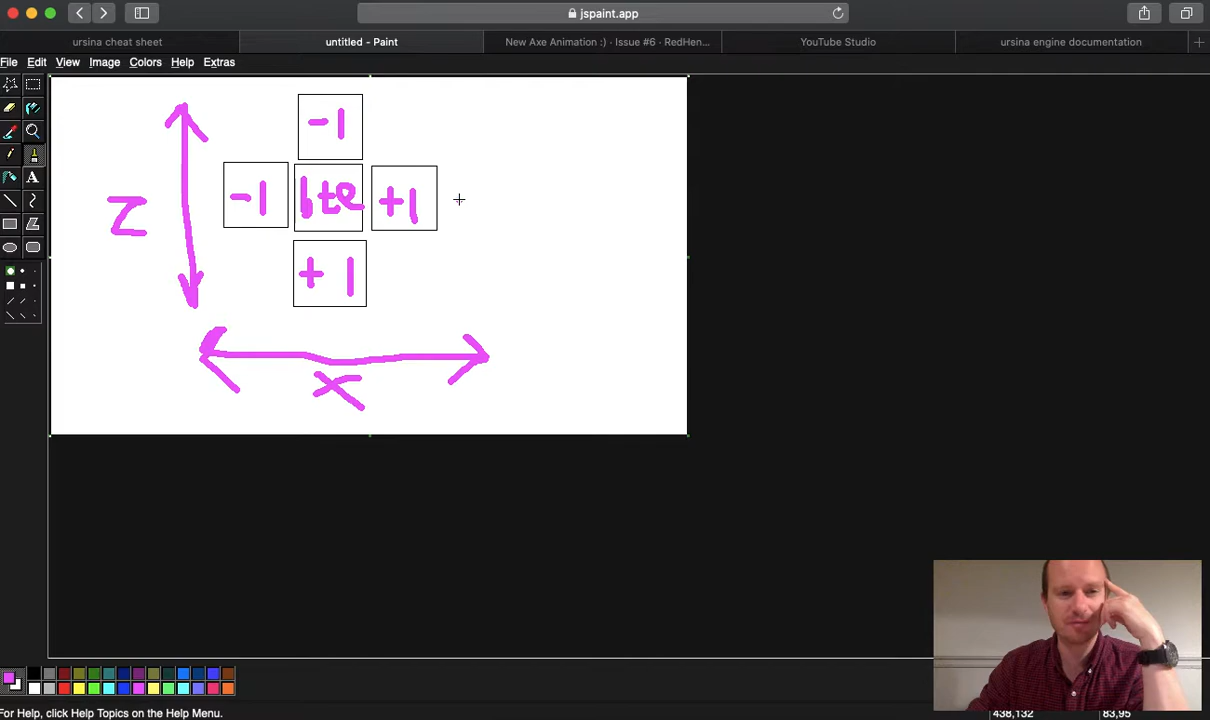 jspaint.app
ursina cheat sheet
untitled - Paint
New Axe Animation :) · Issue #6 · RedHen...
YouTube Studio
ursina engine documentation
File Edit View Image Colors Help Extras
-1
-1 bte +1
+ 1
Z
X
For Help, click Help Topics on the Help Menu.
438,132
83,95